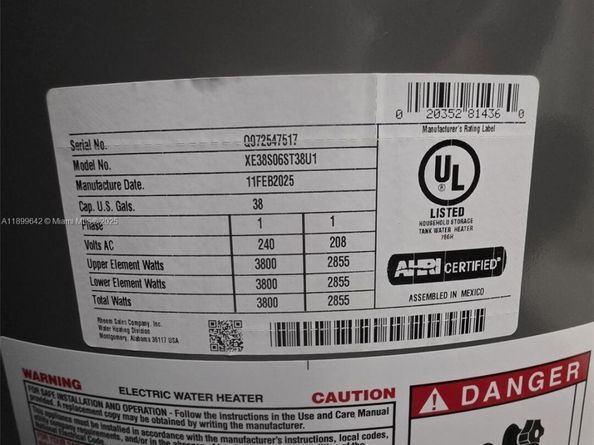 0 20352 81436 0
Manufacturer's Rating Label
Serial No. Q072547517
Model No. XE38S06ST38U1
Manufacture Date. 11FEB2025
Cap. U.S. Gals. 38
Phase 1 1
Volts AC 240 208
Upper Element Watts 3800 2855
Lower Element Watts 3800 2855
Total Watts 3800 2855
UL
LISTED
HOUSEHOLD STORAGE
TANK WATER HEATER
766H
AHRI CERTIFIED
ASSEMBLED IN MEXICO
Rheem Sales Company, Inc.
Water Heating Division
Montgomery, Alabama 36117 USA
A11899642 © Miami 2025
WARNING ELECTRIC WATER HEATER CAUTION
FOR SAFE INSTALLATION AND OPERATION - Follow the instructions in the Use and Care Manual
provided. A replacement copy may be obtained by writing the manufacturer.
must be installed in accordance with the manufacturer's instructions, local codes,
DANGER